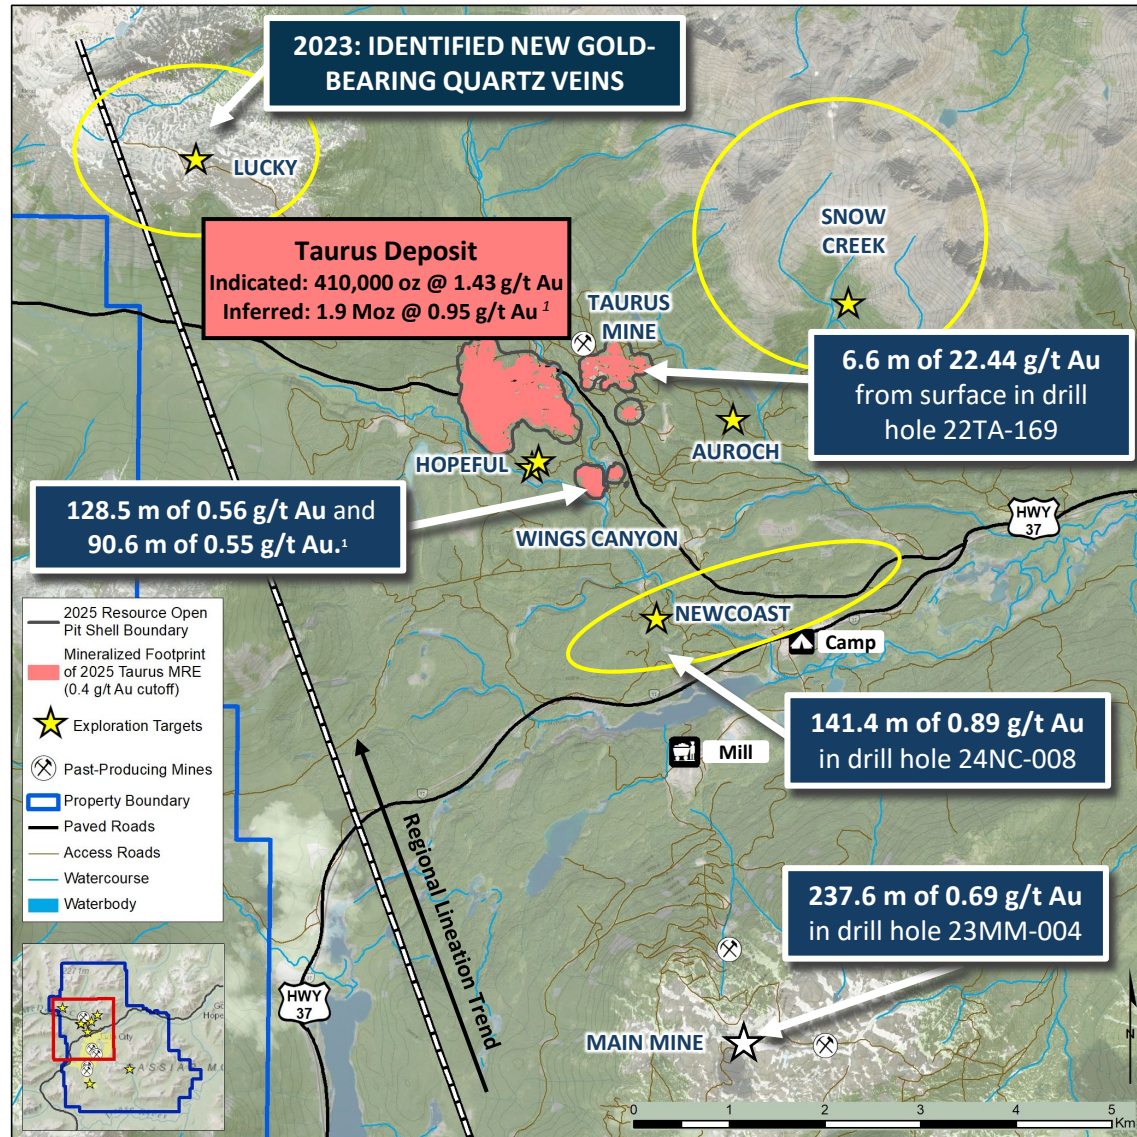 2023: IDENTIFIED NEW GOLD-
BEARING QUARTZ VEINS
LUCKY
SNOW
CREEK
Taurus Deposit
Indicated: 410,000 oz @ 1.43 g/t Au
Inferred: 1.9 Moz @ 0.95 g/t Au 1
TAURUS
MINE
6.6 m of 22.44 g/t Au
from surface in drill
hole 22TA-169
AUROCH
HOPEFUL
128.5 m of 0.56 g/t Au and
90.6 m of 0.55 g/t Au.1
WINGS CANYON
HWY
37
NEWCOAST
Camp
2025 Resource Open
Pit Shell Boundary
Mineralized Footprint
of 2025 Taurus MRE
(0.4 g/t Au cutoff)
Exploration Targets
Past-Producing Mines
Property Boundary
Paved Roads
Access Roads
Watercourse
Waterbody
141.4 m of 0.89 g/t Au
in drill hole 24NC-008
Mill
Regional Lineation Trend
237.6 m of 0.69 g/t Au
in drill hole 23MM-004
HWY
37
MAIN MINE
N
0 1 2 3 4 5
Km
2271m
City
Hope
ASSIA